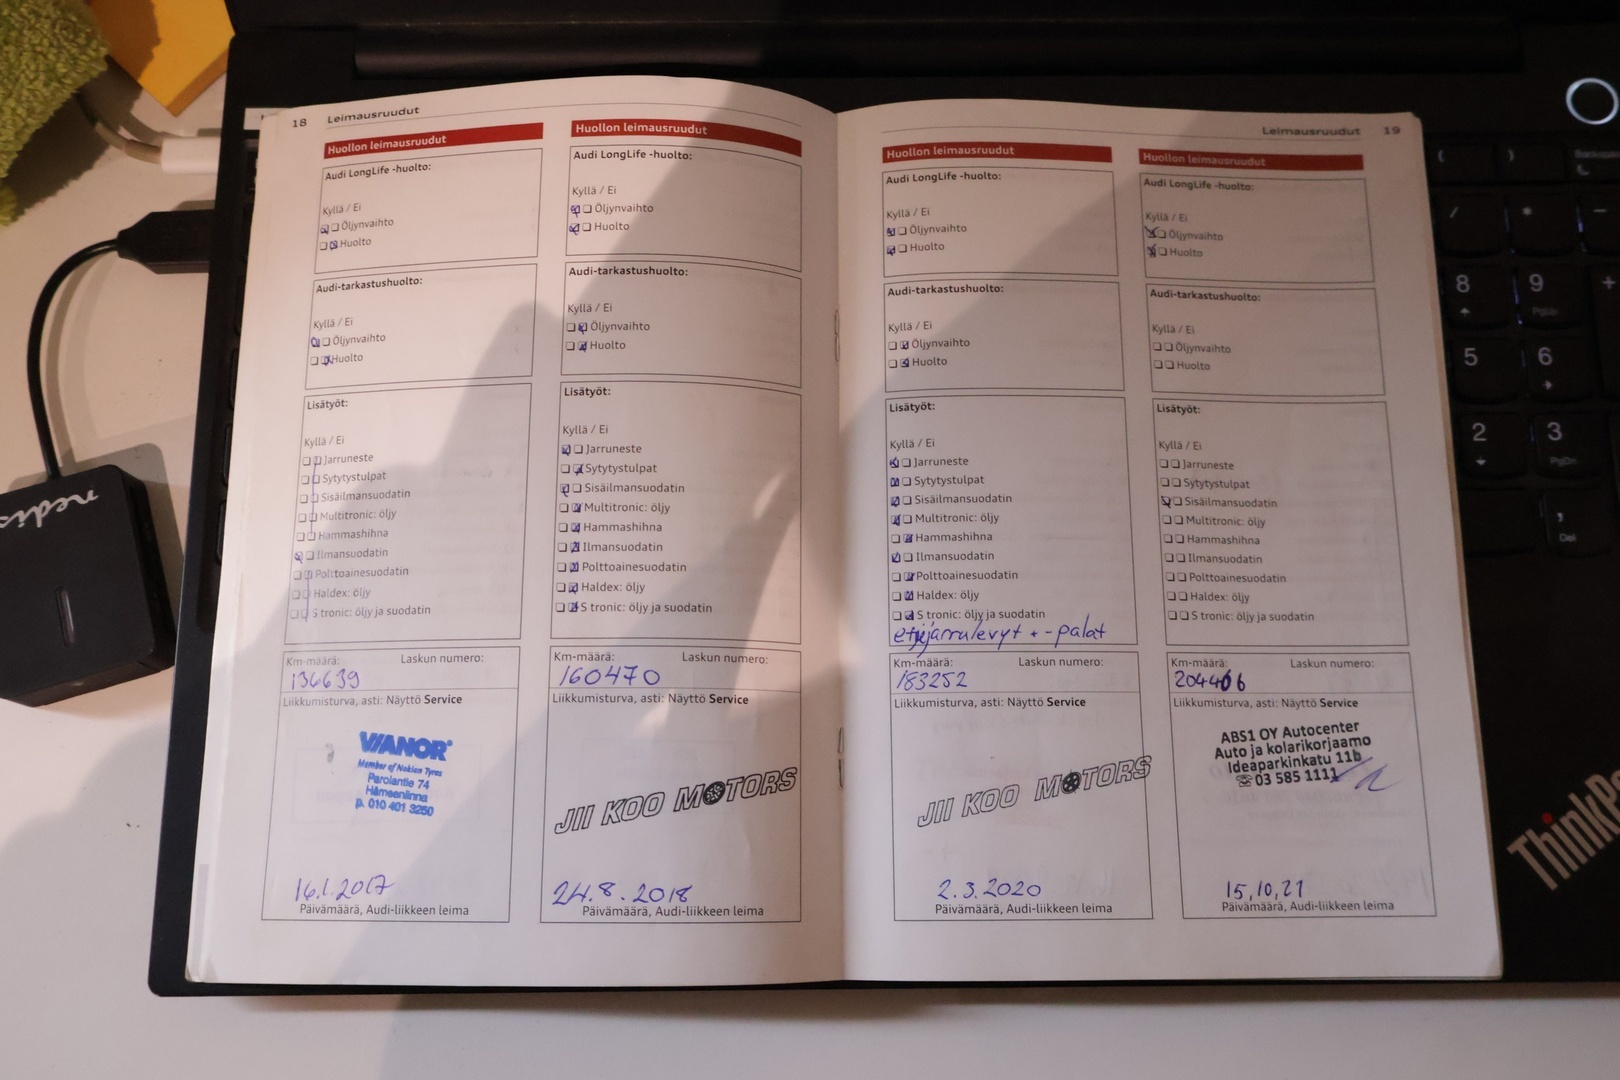 18 Leimausruudut
Huollon leimausruudut
Audi LongLife -huolto:
Kyllä / Ei
Öljynvaihto
Huolto
Audi-tarkastushuolto:
Kyllä / Ei
Öljynvaihto
Huolto
Lisätyöt:
Kyllä / Ei
Jarruneste
Sytytystulpat
Sisäilmansuodatin
Multitronic: öljy
Hammashihna
Ilmansuodatin
Polttoainesuodatin
Haldex: öljy
S tronic: öljy ja suodatin
Km-määrä: Laskun numero:
136639
Liikkumisturva, asti: Näyttö Service
VIANOR
Member of Nokian Tyres
Parolantie 74
Hämeenlinna
p. 010 401 3250
16.1.2017
Päivämäärä, Audi-liikkeen leima
Huollon leimausruudut
Audi LongLife -huolto:
Kyllä / Ei
Öljynvaihto
Huolto
Audi-tarkastushuolto:
Kyllä / Ei
Öljynvaihto
Huolto
Lisätyöt:
Kyllä / Ei
Jarruneste
Sytytystulpat
Sisäilmansuodatin
Multitronic: öljy
Hammashihna
Ilmansuodatin
Polttoainesuodatin
Haldex: öljy
S tronic: öljy ja suodatin
Km-määrä: Laskun numero:
160470
Liikkumisturva, asti: Näyttö Service
JII KOO MOTORS
24.8.2018
Päivämäärä, Audi-liikkeen leima
Leimausruudut 19
Huollon leimausruudut
Audi LongLife -huolto:
Kyllä / Ei
Öljynvaihto
Huolto
Audi-tarkastushuolto:
Kyllä / Ei
Öljynvaihto
Huolto
Lisätyöt:
Kyllä / Ei
Jarruneste
Sytytystulpat
Sisäilmansuodatin
Multitronic: öljy
Hammashihna
Ilmansuodatin
Polttoainesuodatin
Haldex: öljy
S tronic: öljy ja suodatin
etujarrulevyt + -palat
Km-määrä: Laskun numero:
183252
Liikkumisturva, asti: Näyttö Service
JII KOO MOTORS
2.3.2020
Päivämäärä, Audi-liikkeen leima
Huollon leimausruudut
Audi LongLife -huolto:
Kyllä / Ei
Öljynvaihto
Huolto
Audi-tarkastushuolto:
Kyllä / Ei
Öljynvaihto
Huolto
Lisätyöt:
Kyllä / Ei
Jarruneste
Sytytystulpat
Sisäilmansuodatin
Multitronic: öljy
Hammashihna
Ilmansuodatin
Polttoainesuodatin
Haldex: öljy
S tronic: öljy ja suodatin
Km-määrä: Laskun numero:
204406
Liikkumisturva, asti: Näyttö Service
ABS1 OY Autocenter
Auto ja kolarikorjaamo
Ideaparkinkatu 11b
☎03 585 1111
15,10,21
Päivämäärä, Audi-liikkeen leima
nedis
( ) Backspace
/ * -
8 9 +
PgUp
5 6
2 3
PgDn
,
Del